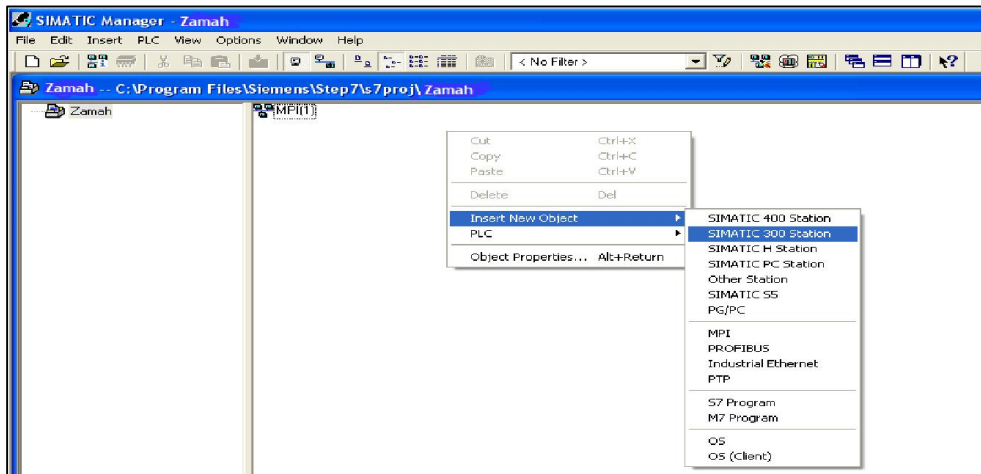 SIMATIC Manager - Zamah
File Edit Insert PLC View Options Window Help
< No Filter >
Zamah -- C:\Program Files\Siemens\Step7\s7proj\Zamah
Zamah
MPI(1)
Cut Ctrl+X
Copy Ctrl+C
Paste Ctrl+V
Delete Del
Insert New Object
PLC
Object Properties... Alt+Return
SIMATIC 400 Station
SIMATIC 300 Station
SIMATIC H Station
SIMATIC PC Station
Other Station
SIMATIC S5
PG/PC
MPI
PROFIBUS
Industrial Ethernet
PTP
S7 Program
M7 Program
OS
OS (Client)